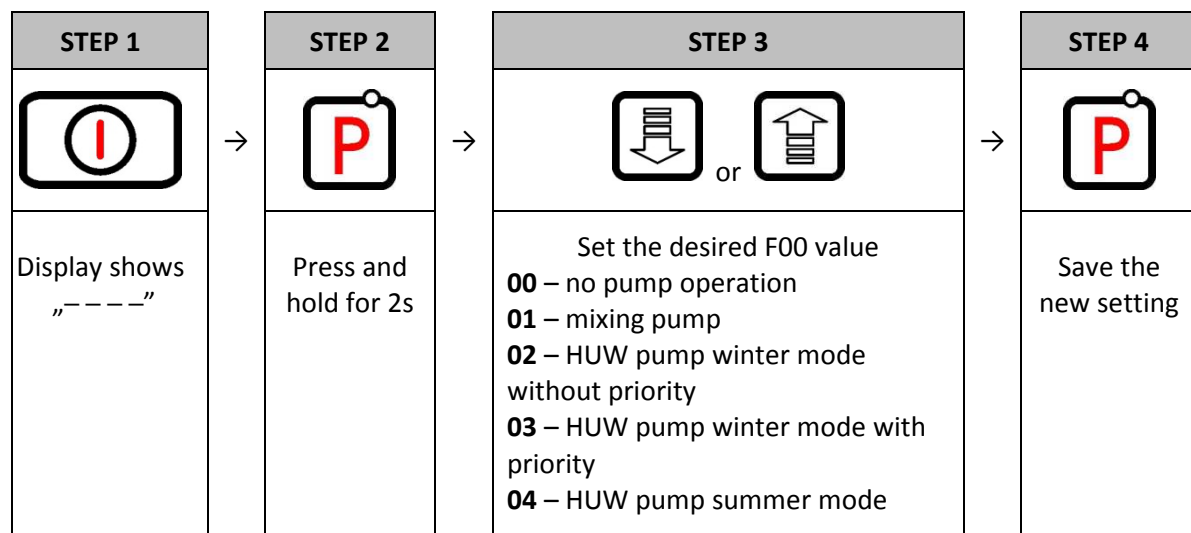 STEP 1
P
Display shows
„– – – –”
→
STEP 2
P
Press and
hold for 2s
→
STEP 3
or
Set the desired F00 value
00 – no pump operation
01 – mixing pump
02 – HUW pump winter mode
without priority
03 – HUW pump winter mode with
priority
04 – HUW pump summer mode
→
STEP 4
P
Save the
new setting